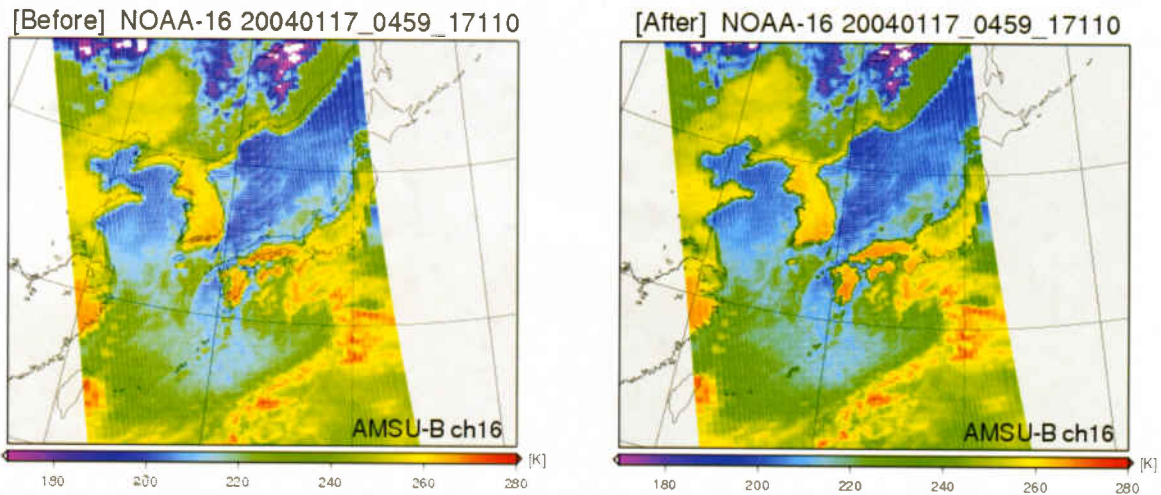 [Before] NOAA-16 20040117_0459_17110
AMSU-B ch16
[K]
180 200 220 240 260 280
[After] NOAA-16 20040117_0459_17110
AMSU-B ch16
[K]
180 200 220 240 260 280